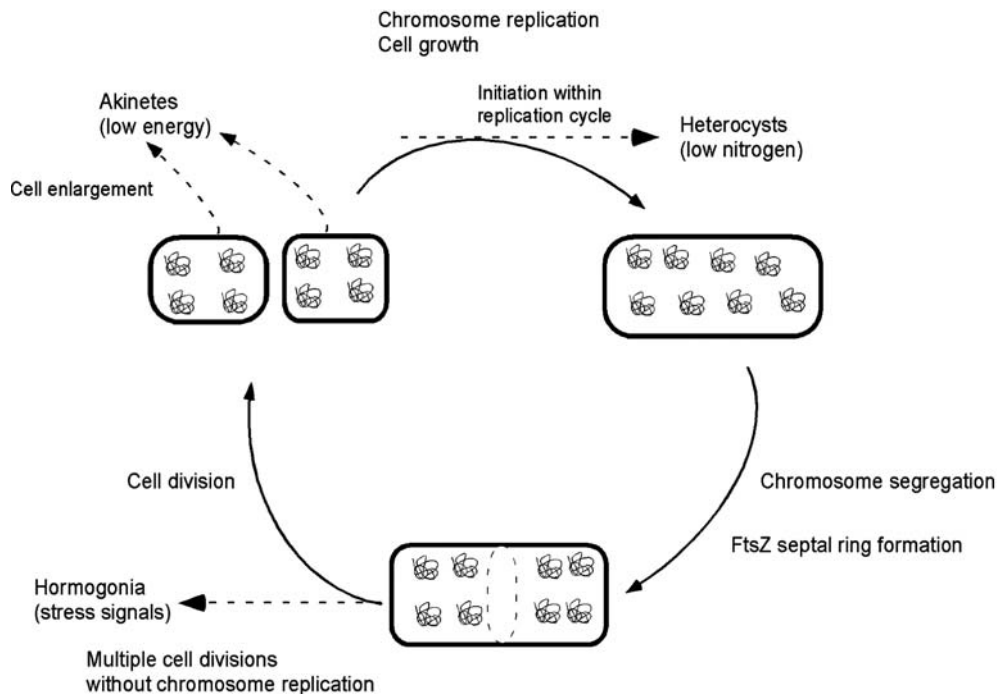 Chromosome replication
Cell growth
Initiation within
replication cycle
Akinetes
(low energy)
Heterocysts
(low nitrogen)
Cell enlargement
Cell division
Chromosome segregation
FtsZ septal ring formation
Hormogonia
(stress signals)
Multiple cell divisions
without chromosome replication